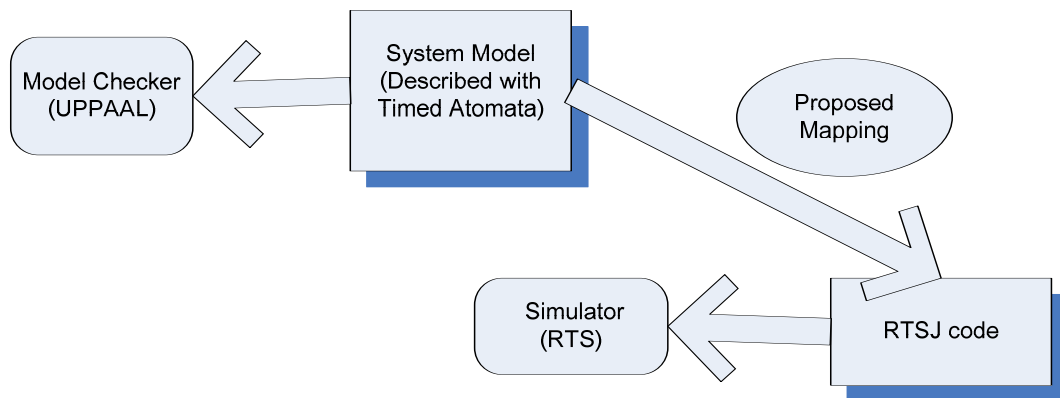 Model Checker
(UPPAAL)
System Model
(Described with
Timed Atomata)
Proposed
Mapping
Simulator
(RTS)
RTSJ code